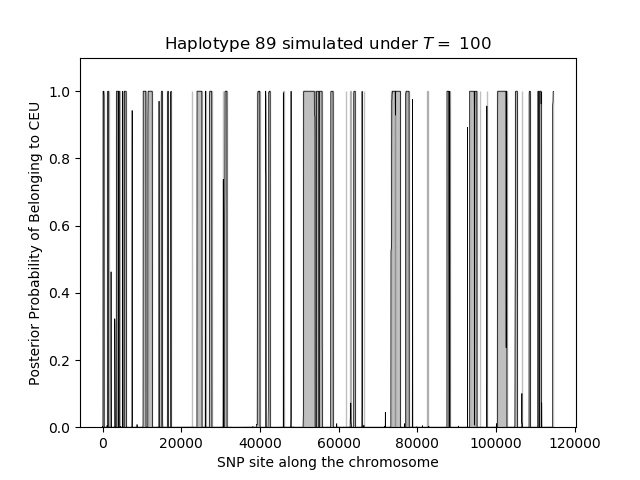 Haplotype 89 simulated under T = 100
Posterior Probability of Belonging to CEU
1.0
0.8
0.6
0.4
0.2
0.0
0 20000 40000 60000 80000 100000 120000
SNP site along the chromosome